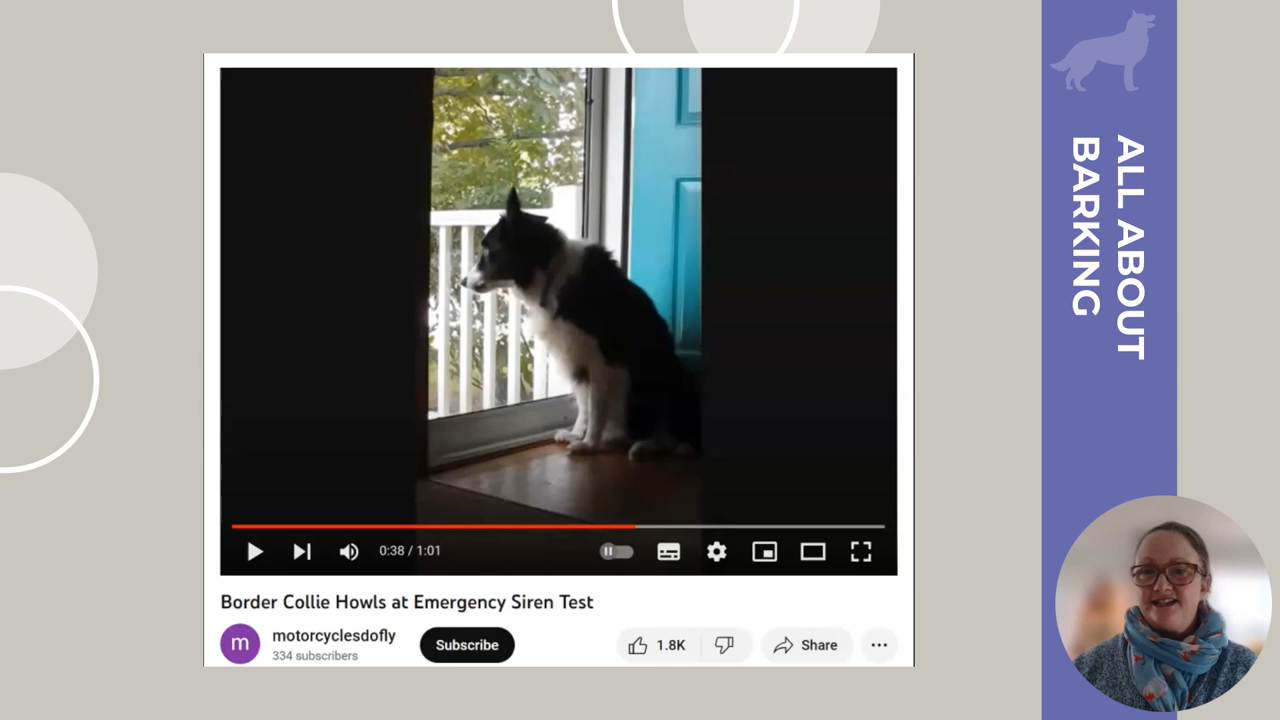 0:38 / 1:01
Border Collie Howls at Emergency Siren Test
m
motorcyclesdofly
334 subscribers
Subscribe
1.8K
Share
ALL ABOUT
BARKING